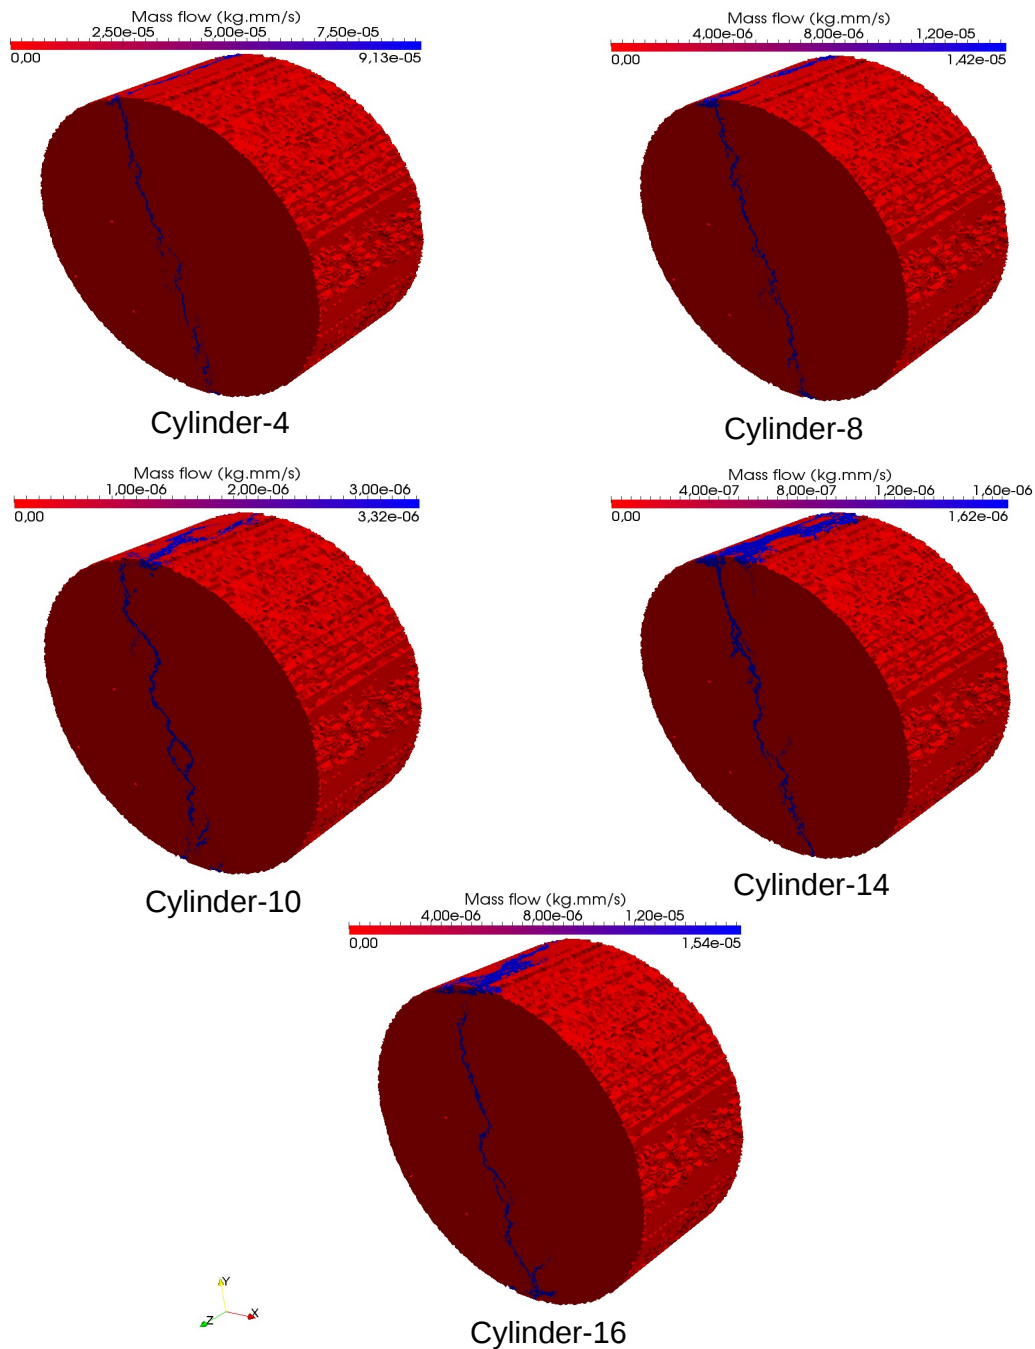 Mass flow (kg.mm/s)
2,50e-05 5,00e-05 7,50e-05
0,00 9,13e-05
Cylinder-4
Mass flow (kg.mm/s)
4,00e-06 8,00e-06 1,20e-05
0,00 1,42e-05
Cylinder-8
Mass flow (kg.mm/s)
1,00e-06 2,00e-06 3,00e-06
0,00 3,32e-06
Cylinder-10
Mass flow (kg.mm/s)
4,00e-07 8,00e-07 1,20e-06 1,60e-06
0,00 1,62e-06
Cylinder-14
Mass flow (kg.mm/s)
4,00e-06 8,00e-06 1,20e-05
0,00 1,54e-05
Y
Z X
Cylinder-16